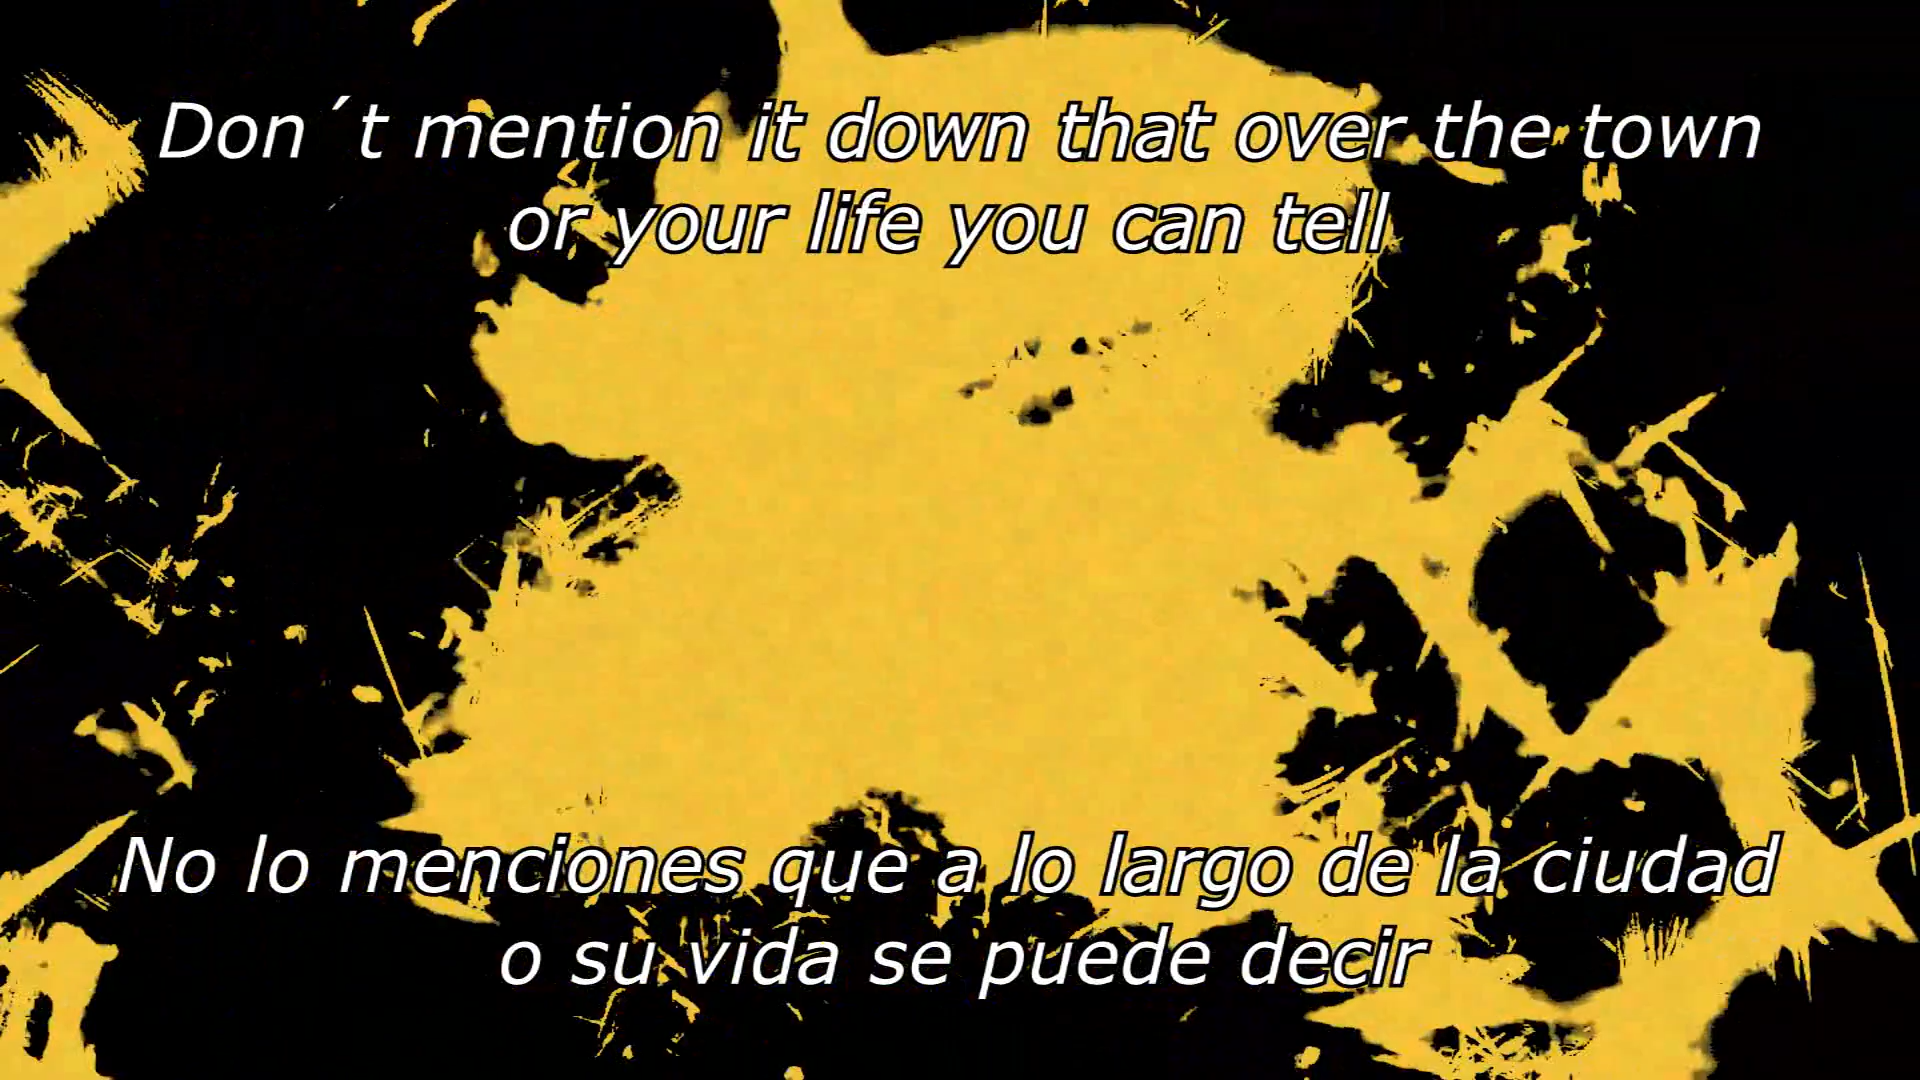 Don´t mention it down that over the town
or your life you can tell
No lo menciones que a lo largo de la ciudad
o su vida se puede decir